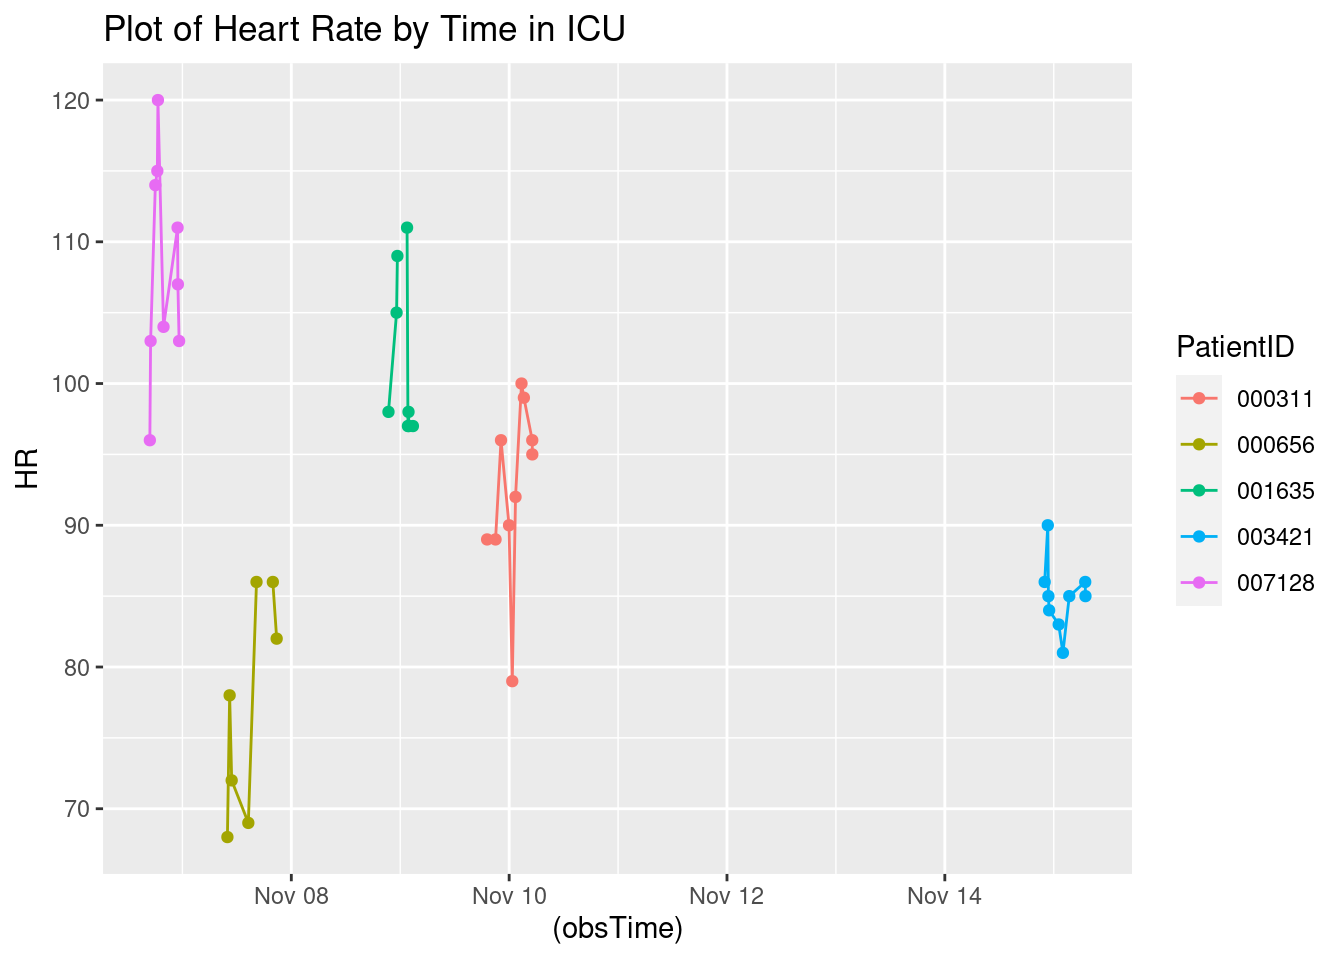 Plot of Heart Rate by Time in ICU
120
110
100
90
80
70
HR
Nov 08
Nov 10
Nov 12
Nov 14
(obsTime)
PatientID
000311
000656
001635
003421
007128